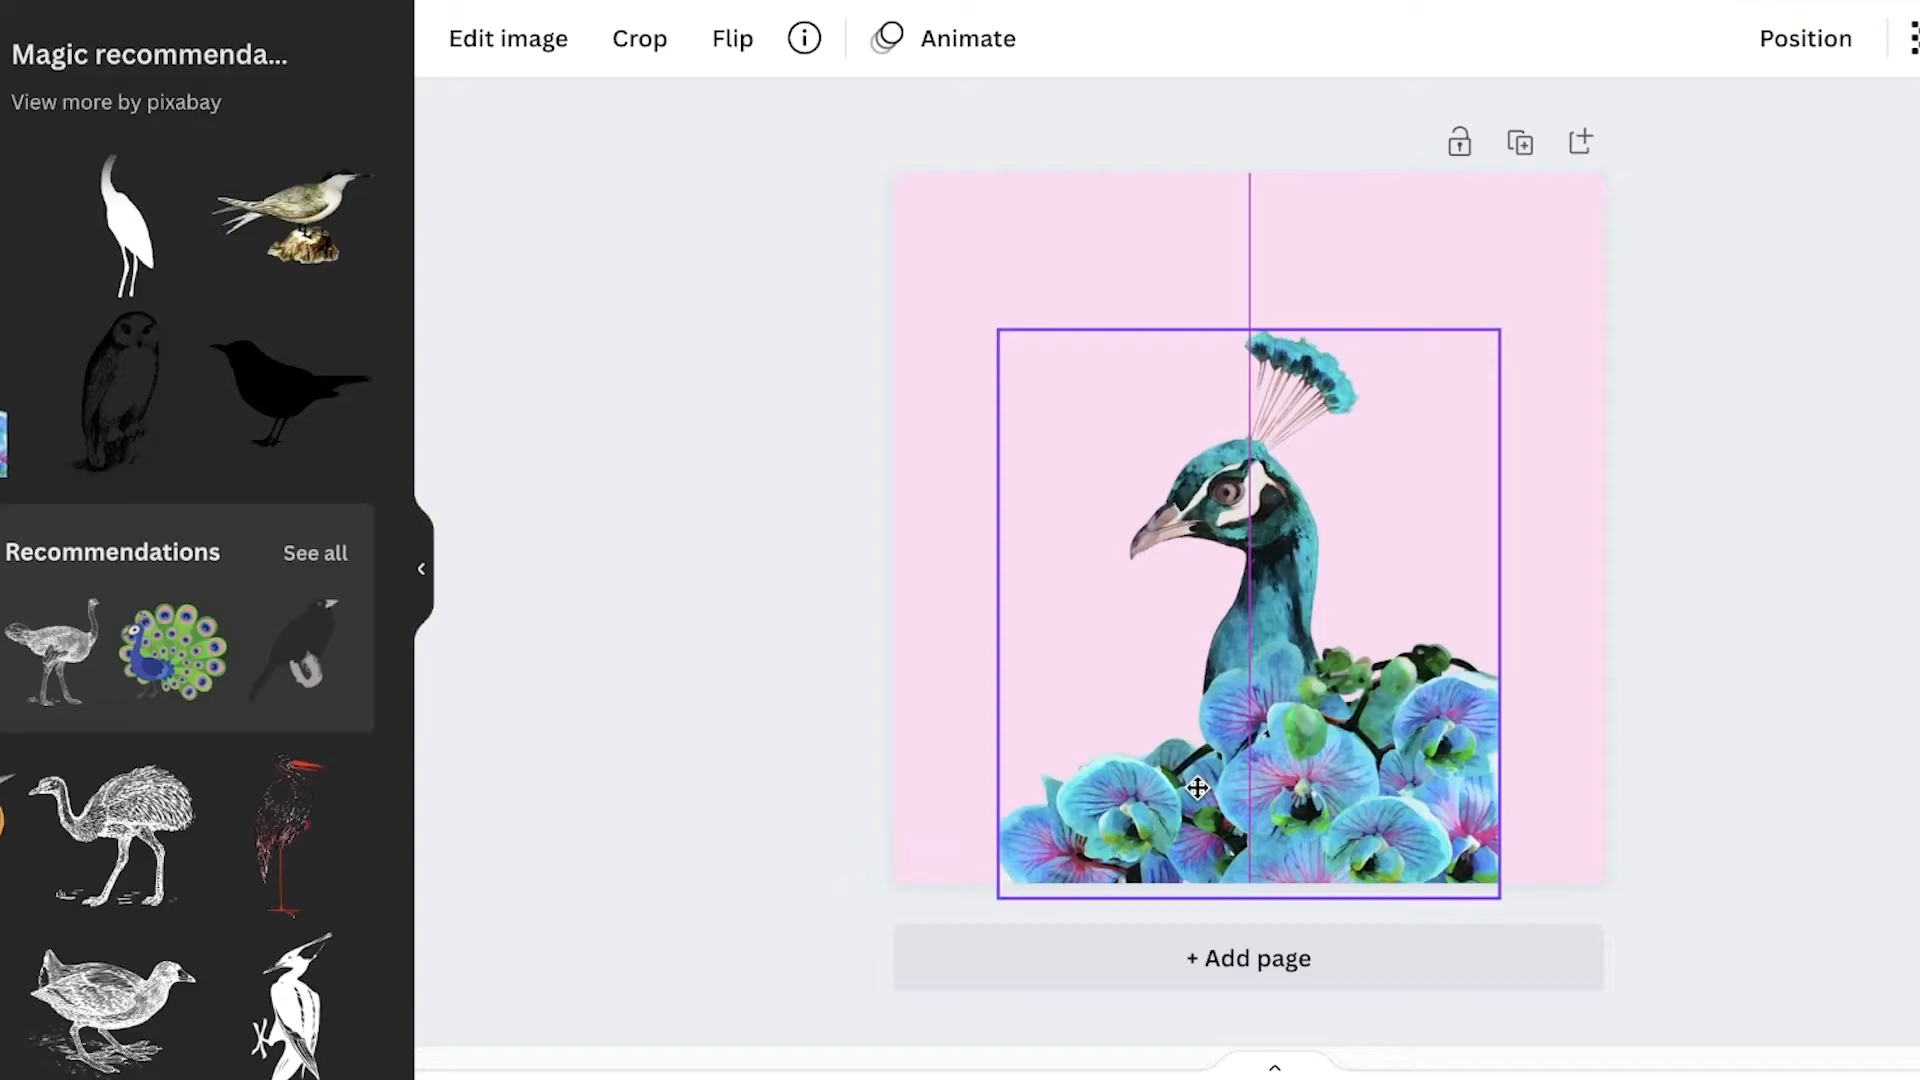 Magic recommenda...
View more by pixabay
Recommendations
See all
Edit image
Crop
Flip
Animate
Position
+ Add page